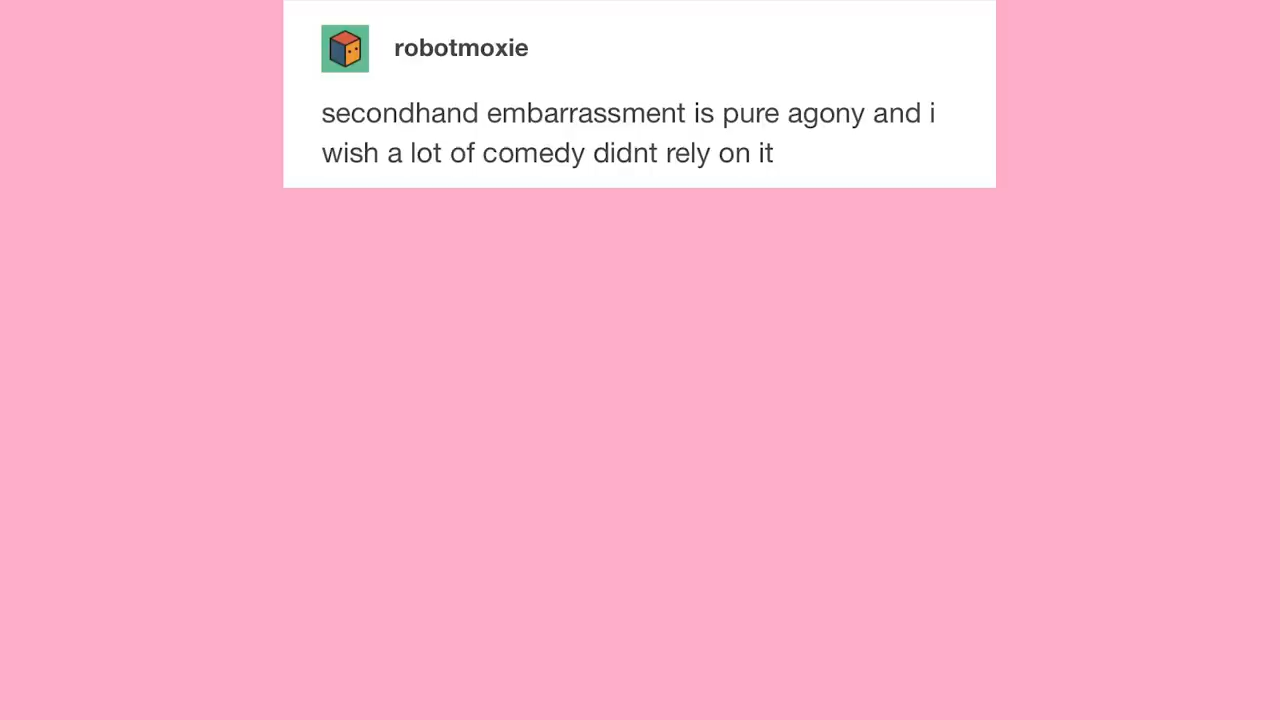 robotmoxie
secondhand embarrassment is pure agony and i
wish a lot of comedy didnt rely on it